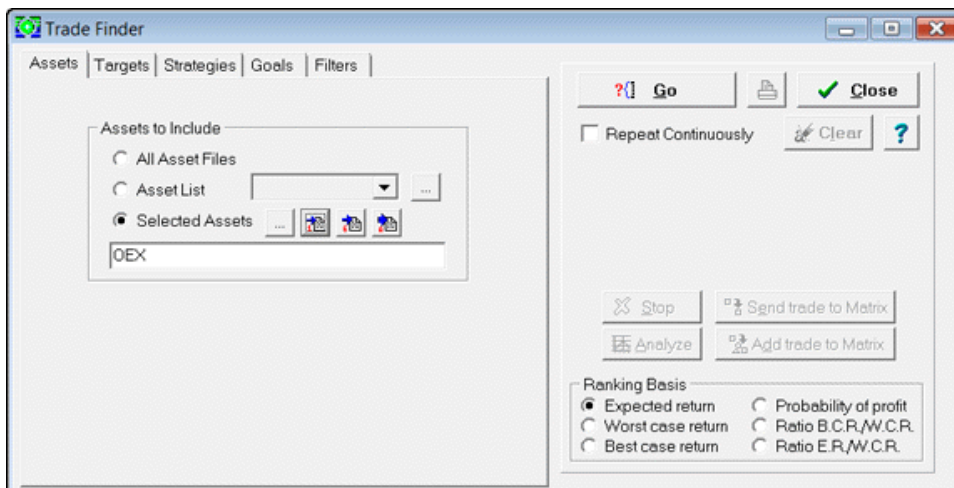 Trade Finder
Assets Targets Strategies Goals Filters
Assets to Include
All Asset Files
Asset List
...
Selected Assets
...
OEX
?{] Go
Close
Repeat Continuously
Clear
?
Stop
Send trade to Matrix
Analyze
Add trade to Matrix
Ranking Basis
Expected return
Probability of profit
Worst case return
Ratio B.C.R./W.C.R.
Best case return
Ratio E.R./W.C.R.